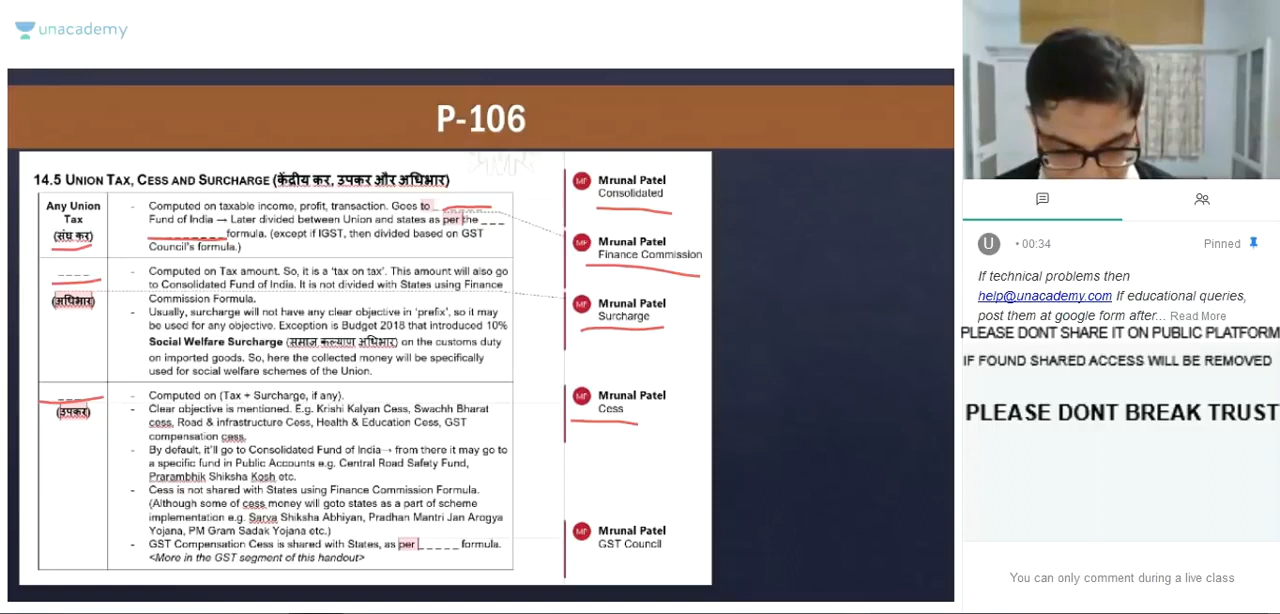 unacademy
P-106
14.5 UNION TAX, CESS AND SURCHARGE (केंद्रीय कर, उपकर और अधिभार)
Any Union
Tax
(संघ कर)
- Computed on taxable income, profit, transaction. Goes to_
Fund of India → Later divided between Union and states as per the _ _ _
formula. (except if IGST, then divided based on GST
Council's formula.)
_ _ _ _
(अधिभार)
- Computed on Tax amount. So, it is a 'tax on tax'. This amount will also go
to Consolidated Fund of India. It is not divided with States using Finance
Commission Formula.
- Usually, surcharge will not have any clear objective in 'prefix', so it may
be used for any objective. Exception is Budget 2018 that introduced 10%
Social Welfare Surcharge (समाज कल्याण अधिभार) on the customs duty
on imported goods. So, here the collected money will be specifically
used for social welfare schemes of the Union.
_ _ _
(उपकर)
- Computed on (Tax + Surcharge, if any).
- Clear objective is mentioned. E.g. Krishi Kalyan Cess, Swachh Bharat
cess, Road & infrastructure Cess, Health & Education Cess, GST
compensation cess.
- By default, it'll go to Consolidated Fund of India→ from there it may go to
a specific fund in Public Accounts e.g. Central Road Safety Fund,
Prarambhik Shiksha Kosh etc.
- Cess is not shared with States using Finance Commission Formula.
(Although some of cess money will goto states as a part of scheme
implementation e.g. Sarva Shiksha Abhiyan, Pradhan Mantri Jan Arogya
Yojana, PM Gram Sadak Yojana etc.)
- GST Compensation Cess is shared with States, as per _ _ _ _ _ formula.
<More in the GST segment of this handout>
MP Mrunal Patel
Consolidated
MP Mrunal Patel
Finance Commission
MP Mrunal Patel
Surcharge
MP Mrunal Patel
Cess
MP Mrunal Patel
GST Council
U • 00:34 Pinned
If technical problems then
help@unacademy.com If educational queries,
post them at google form after... Read More
PLEASE DONT SHARE IT ON PUBLIC PLATFORM
IF FOUND SHARED ACCESS WILL BE REMOVED
PLEASE DONT BREAK TRUST
You can only comment during a live class